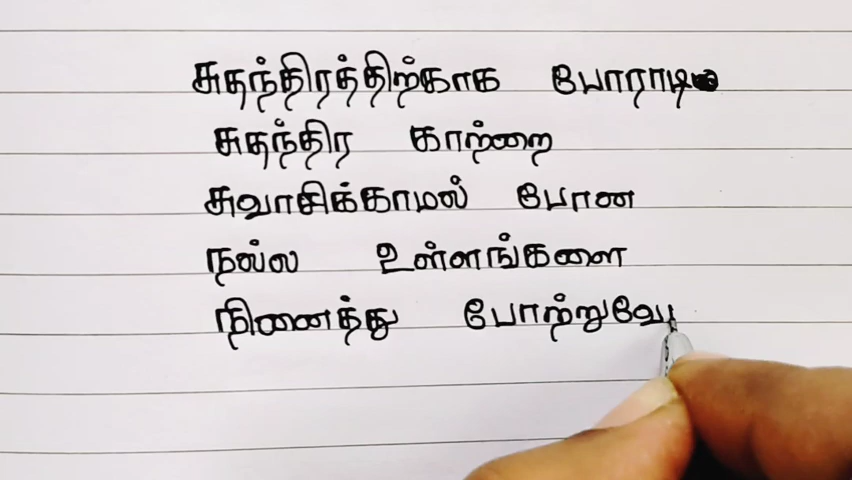 சுதந்திரத்திற்காக போராடி
சுதந்திர காற்றை
சுவாசிக்காமல் போன
நல்ல உள்ளங்களை
நினைத்து போற்றுவே